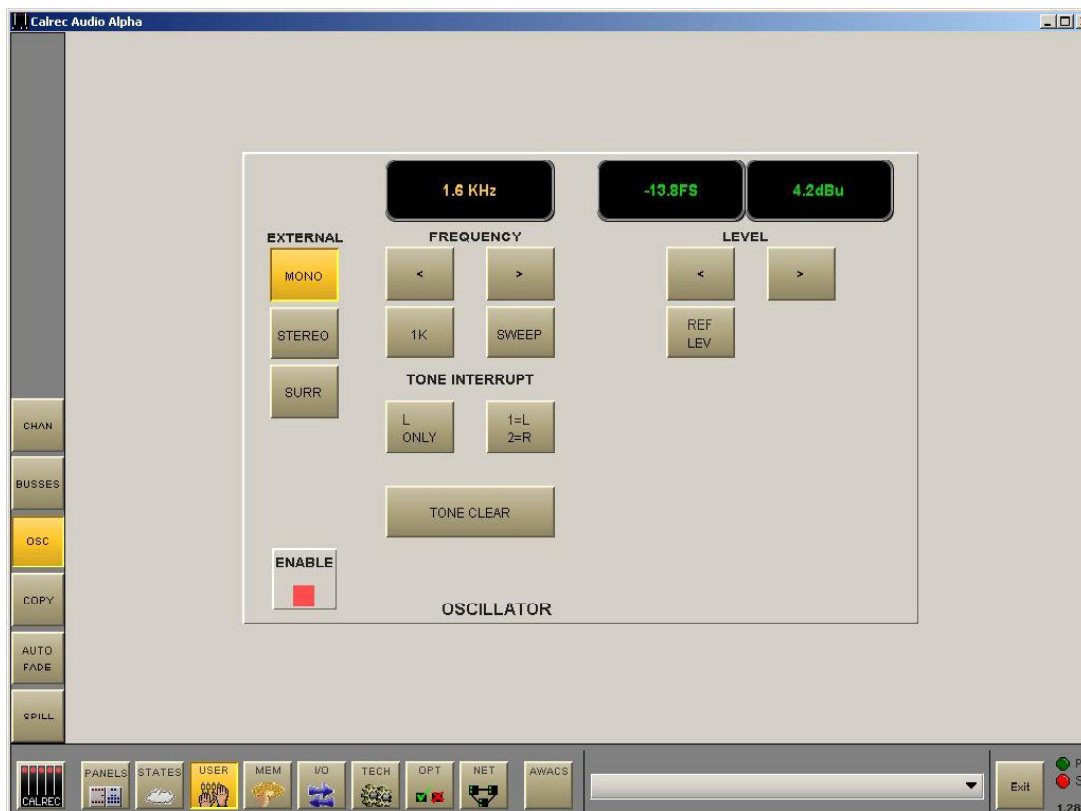 Calrec Audio Alpha
1.6 KHz
-13.8FS
4.2dBu
EXTERNAL
FREQUENCY
LEVEL
MONO
<
>
<
>
STEREO
1K
SWEEP
REF
LEV
SURR
TONE INTERRUPT
L
ONLY
1=L
2=R
TONE CLEAR
ENABLE
OSCILLATOR
CHAN
BUSSES
OSC
COPY
AUTO
FADE
SPILL
CALREC
PANELS
STATES
USER
MEM
I/O
TECH
OPT
NET
AWACS
Exit
P
S